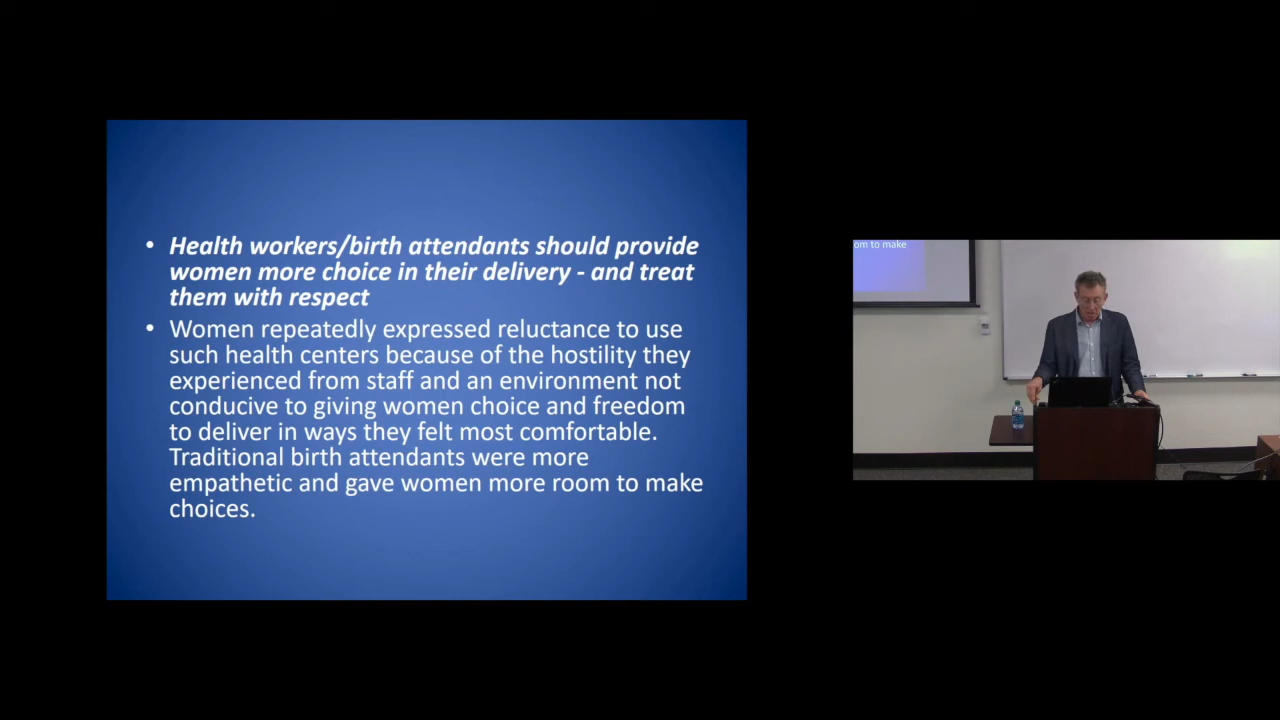 • Health workers/birth attendants should provide
women more choice in their delivery - and treat
them with respect
• Women repeatedly expressed reluctance to use
such health centers because of the hostility they
experienced from staff and an environment not
conducive to giving women choice and freedom
to deliver in ways they felt most comfortable.
Traditional birth attendants were more
empathetic and gave women more room to make
choices.
om to make